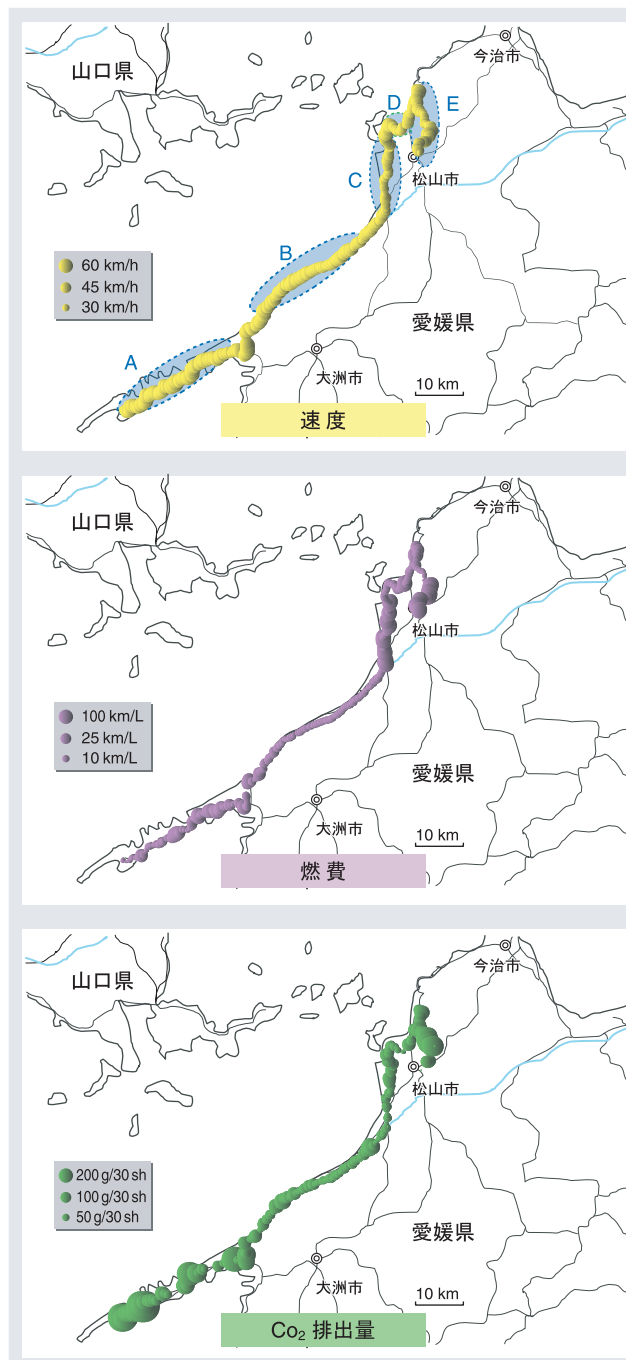 今治市
山口県
D
E
C
松山市
B
60 km/h
45 km/h
30 km/h
愛媛県
A
大洲市
10 km
速度
今治市
山口県
松山市
100 km/L
25 km/L
10 km/L
愛媛県
大洲市
10 km
燃費
今治市
山口県
松山市
200 g/30 sh
100 g/30 sh
50 g/30 sh
愛媛県
大洲市
10 km
Co₂ 排出量